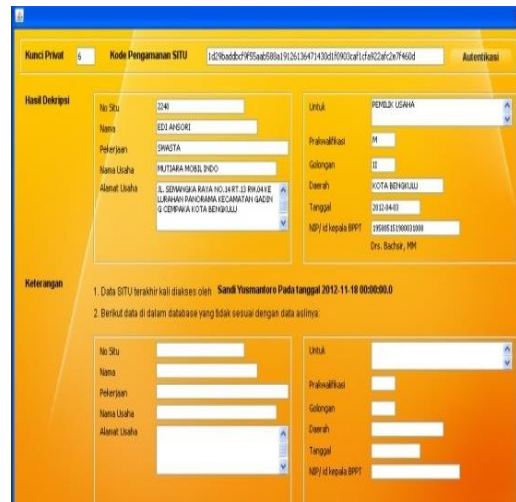 Kunci Privat 6 Kode Pengamanan SITU Autentikasi
Hasil Dekripsi
No Situ 2240
Nama EDI ANSORI
Pekerjaan SWASTA
Nama Usaha MUTIARA MOBIL INDO
Alamat Usaha JL. SEMANGKA RAYA NO.14 RT.13 RW.04 KE
LURAHAN PANORAMA KECAMATAN GADIN
G CEMPAKA KOTA BENGKULU
Untuk PEMILIK USAHA
Prakwalifikasi M
Golongan II
Daerah KOTA BENGKULU
Tanggal 2012-04-03
NIP/ id kepala BPPT
Drs. Bachsir, MM
Keterangan
1. Data SITU terakhir kali diakses oleh Sandi Yusmantoro Pada tanggal 2012-11-18 00:00:00.0
2. Berikut data di dalam database yang tidak sesuai dengan data aslinya:
No Situ
Nama
Pekerjaan
Nama Usaha
Alamat Usaha
Untuk
Prakwalifikasi
Golongan
Daerah
Tanggal
NIP/ id kepala BPPT